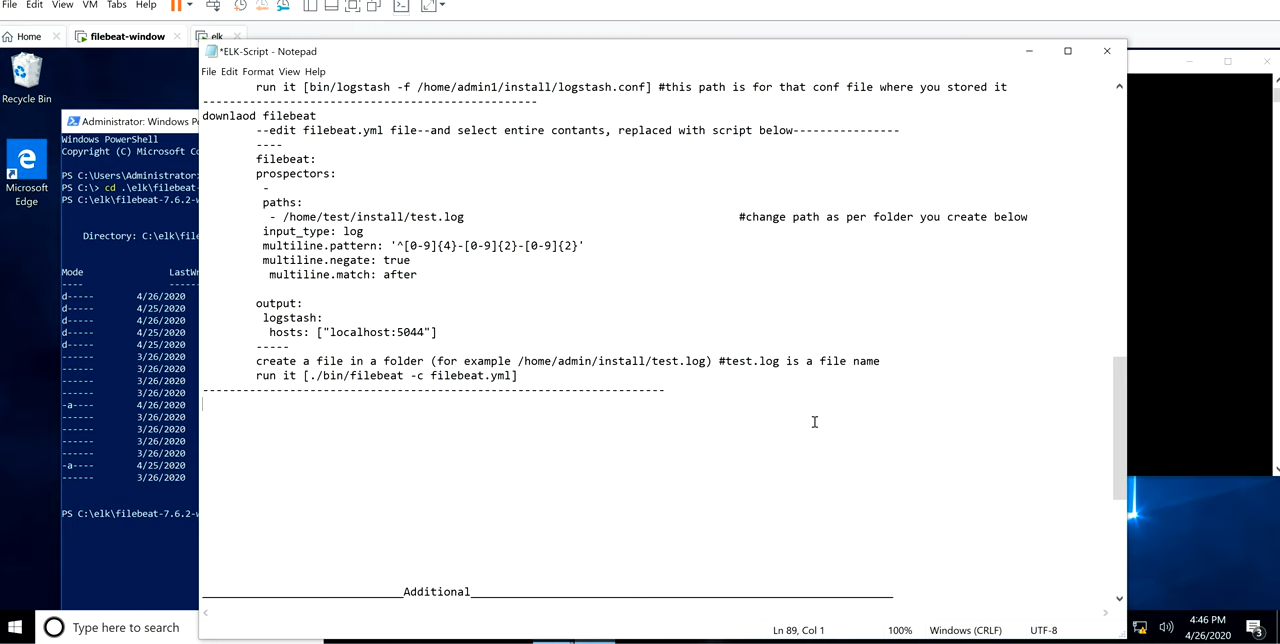 File Edit View VM Tabs Help
Home filebeat-window elk
*ELK-Script - Notepad
File Edit Format View Help
run it [bin/logstash -f /home/admin1/install/logstash.conf] #this path is for that conf file where you stored it
--------------------------------------------------
downlaod filebeat
--edit filebeat.yml file--and select entire contants, replaced with script below----------------
----
filebeat:
prospectors:
-
paths:
- /home/test/install/test.log #change path as per folder you create below
input_type: log
multiline.pattern: '^[0-9]{4}-[0-9]{2}-[0-9]{2}'
multiline.negate: true
multiline.match: after
output:
logstash:
hosts: ["localhost:5044"]
-----
create a file in a folder (for example /home/admin/install/test.log) #test.log is a file name
run it [./bin/filebeat -c filebeat.yml]
---------------------------------------------------------------------
______________________________Additional_______________________________________________________________
Ln 89, Col 1 100% Windows (CRLF) UTF-8
Recycle Bin
Microsoft Edge
Administrator: Windows P
Windows PowerShell
Copyright (C) Microsoft Co
PS C:\Users\Administrator>
PS C:\> cd .\elk\filebeat-
PS C:\elk\filebeat-7.6.2-w
Directory: C:\elk\file
Mode LastWr
---- ------
d----- 4/26/2020
d----- 4/25/2020
d----- 4/26/2020
d----- 4/25/2020
d----- 4/25/2020
------ 3/26/2020
------ 3/26/2020
------ 3/26/2020
------ 3/26/2020
-a---- 4/26/2020
------ 3/26/2020
------ 3/26/2020
------ 3/26/2020
------ 3/26/2020
-a---- 4/25/2020
------ 3/26/2020
PS C:\elk\filebeat-7.6.2-w
Type here to search
4:46 PM
4/26/2020
3